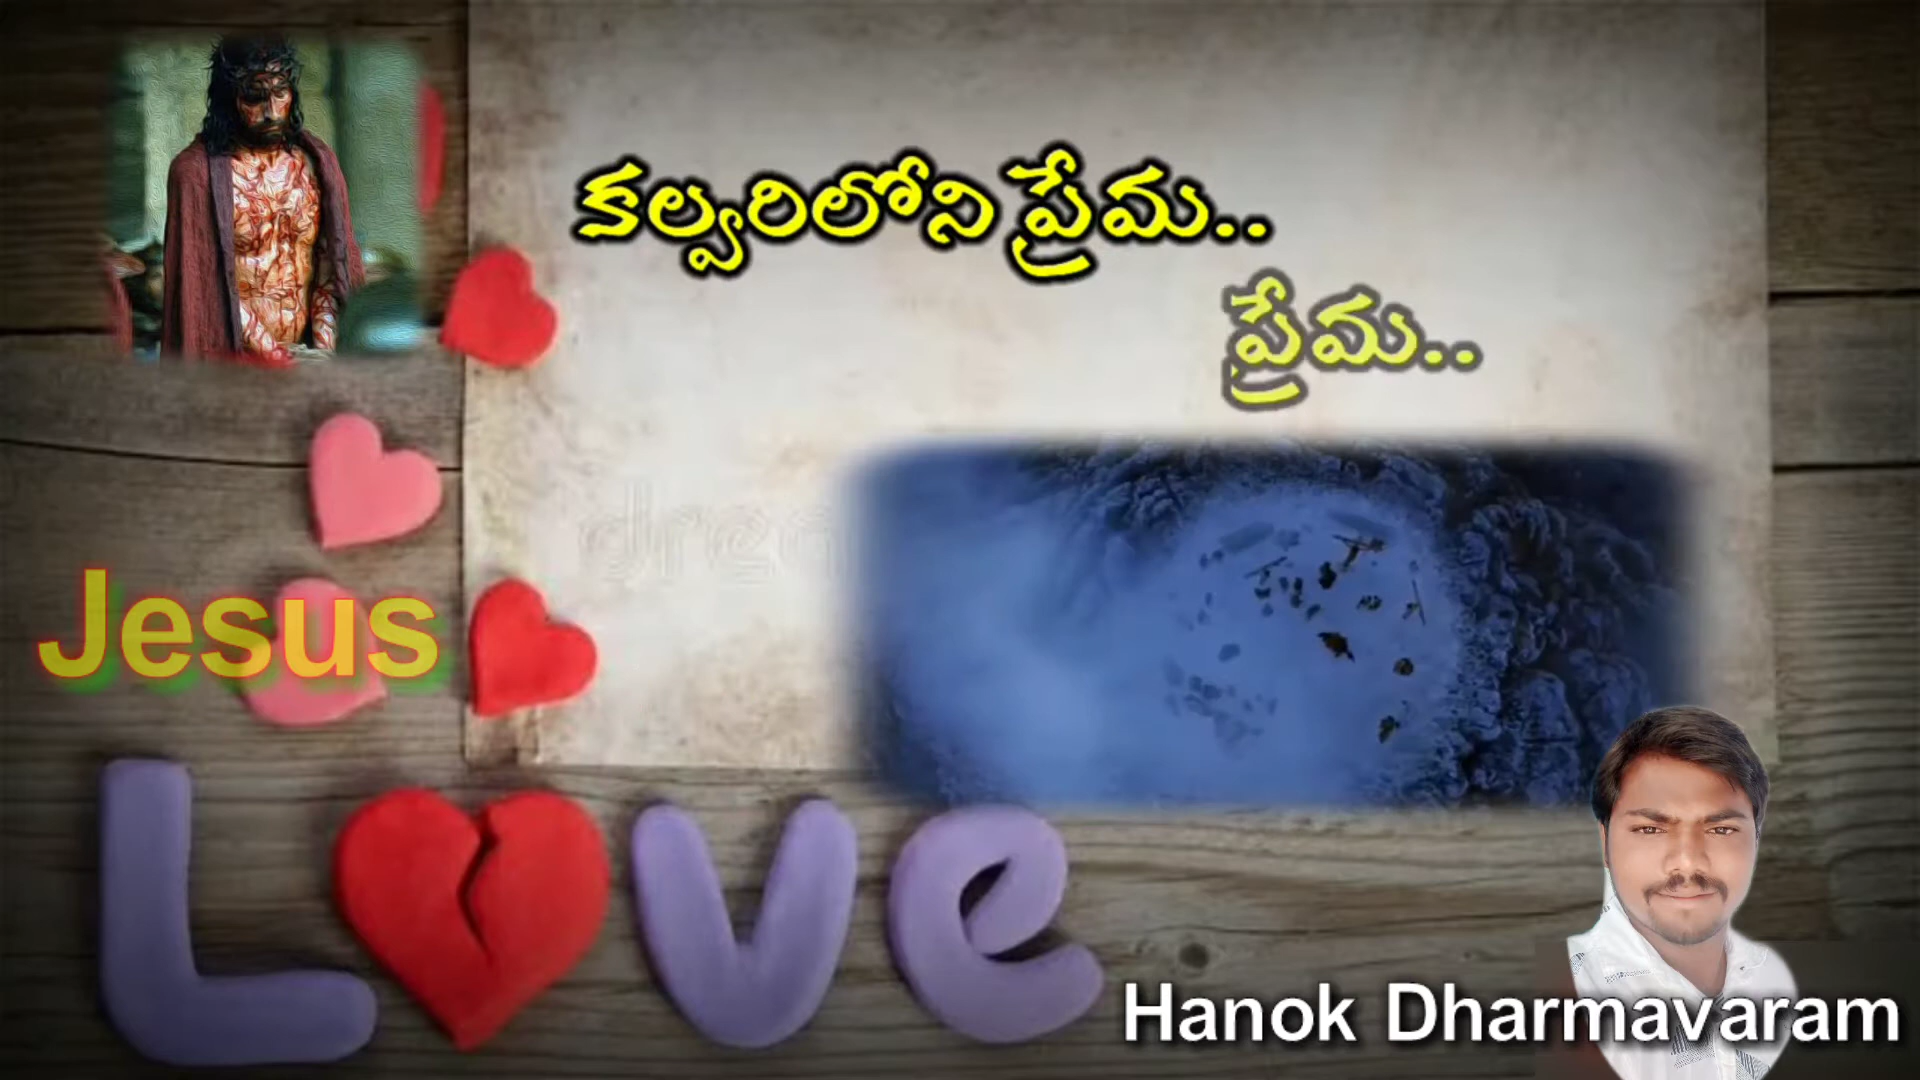 కల్వరిలోని ప్రేమ..
ప్రేమ..
Jesus
Love
Hanok Dharmavaram